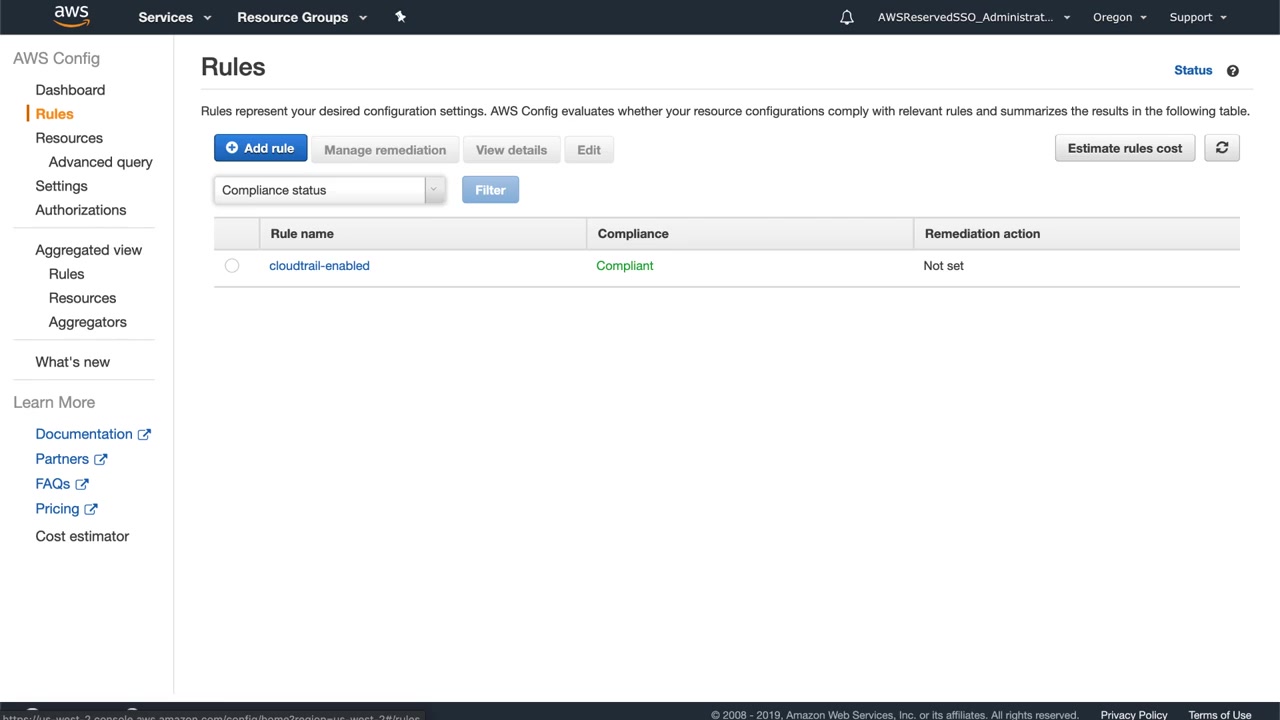 aws
Services
Resource Groups
AWSReservedSSO_Administrat...
Oregon
Support
AWS Config
Dashboard
Rules
Resources
Advanced query
Settings
Authorizations
Aggregated view
Rules
Resources
Aggregators
What's new
Learn More
Documentation
Partners
FAQs
Pricing
Cost estimator
Rules
Status
Rules represent your desired configuration settings. AWS Config evaluates whether your resource configurations comply with relevant rules and summarizes the results in the following table.
Add rule
Manage remediation
View details
Edit
Estimate rules cost
Compliance status
Filter
Rule name Compliance Remediation action
cloudtrail-enabled Compliant Not set
https://us-west-2.console.aws.amazon.com/config/home?region=us-west-2#/rules
© 2008 - 2019, Amazon Web Services, Inc. or its affiliates. All rights reserved.
Privacy Policy
Terms of Use